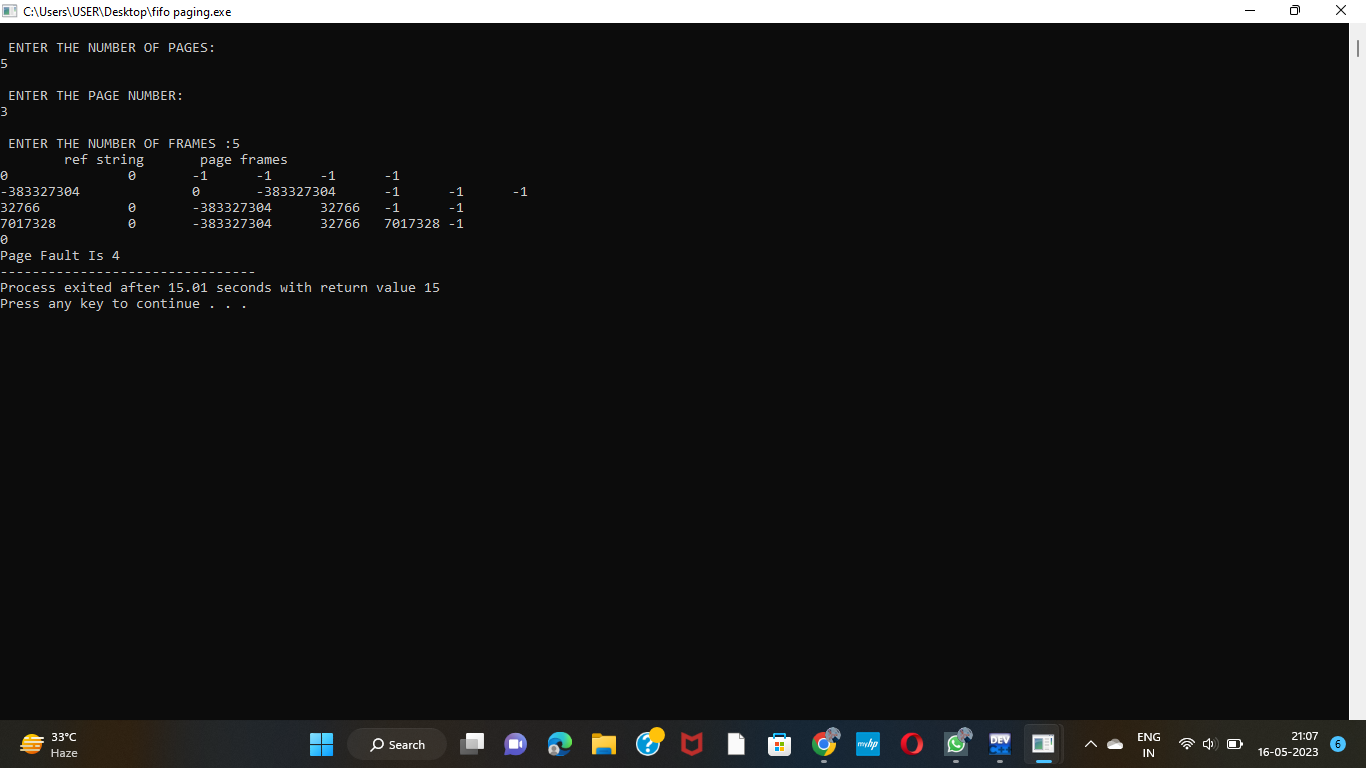 C:\Users\USER\Desktop\fifo paging.exe
ENTER THE NUMBER OF PAGES:
5
ENTER THE PAGE NUMBER:
3
ENTER THE NUMBER OF FRAMES :5
ref string page frames
0 0 -1 -1 -1 -1
-383327304 0 -383327304 -1 -1 -1
32766 0 -383327304 32766 -1 -1
7017328 0 -383327304 32766 7017328 -1
0
Page Fault Is 4
--------------------------------
Process exited after 15.01 seconds with return value 15
Press any key to continue . . .
33°C
Haze
Search
myhp
DEV
ENG
IN
21:07
16-05-2023
6